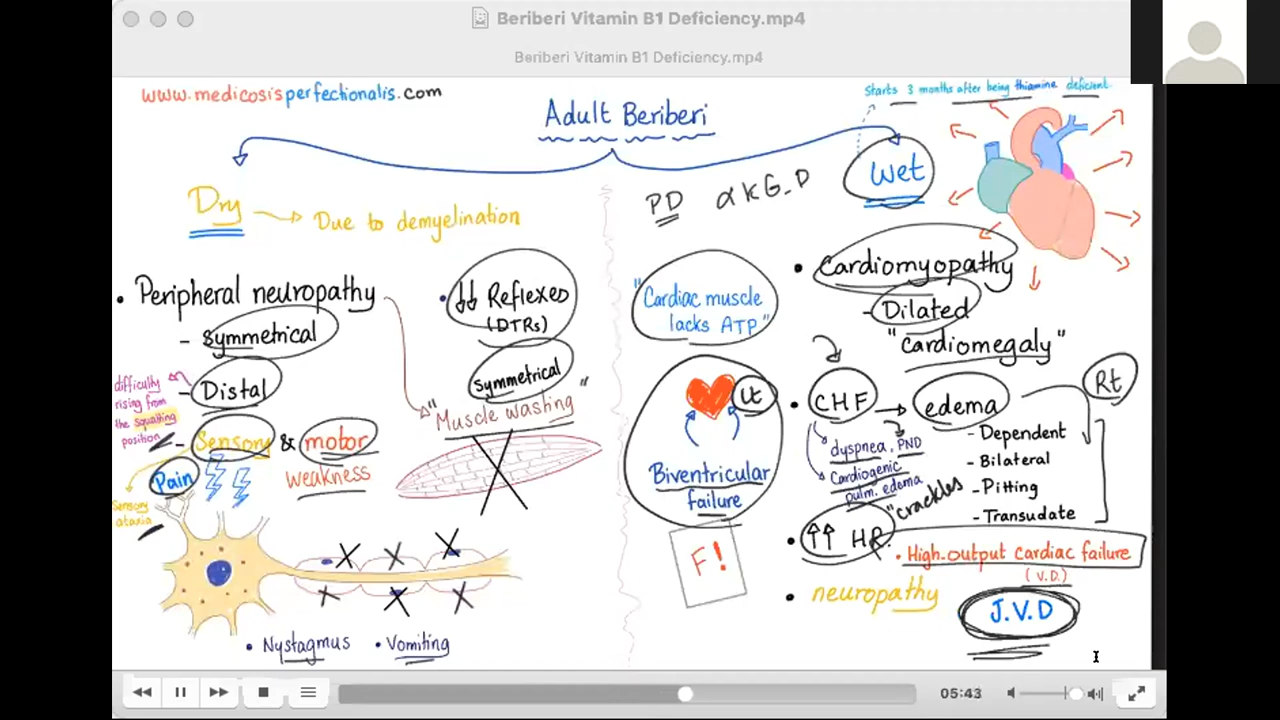 Beriberi Vitamin B1 Deficiency.mp4
Beriberi Vitamin B1 Deficiency.mp4
www.medicosisperfectionalis.com
Starts 3 months after being thiamine deficient.
Adult Beriberi
Dry
Due to demyelination
• Peripheral neuropathy
- Symmetrical
- Distal
difficulty
rising from
the squatting
position
- Sensory & motor
Pain
weakness
Sensory
ataxia
• ↓↓ Reflexes
(DTRs)
Symmetrical
"Muscle washing"
• Nystagmus
• Vomiting
PD αKG-D
Wet
"Cardiac muscle
lacks ATP"
Lt
Biventricular
failure
F!
• Cardiomyopathy
- Dilated
"cardiomegaly"
• CHF → edema
Rt
- Dependent
- Bilateral
- Pitting
- Transudate
dyspnea, PND
Cardiogenic
pulm. edema
"crackles
• ↑↑ HR
• High-output cardiac failure
(V.D.)
• neuropathy
J.V.D
05:43